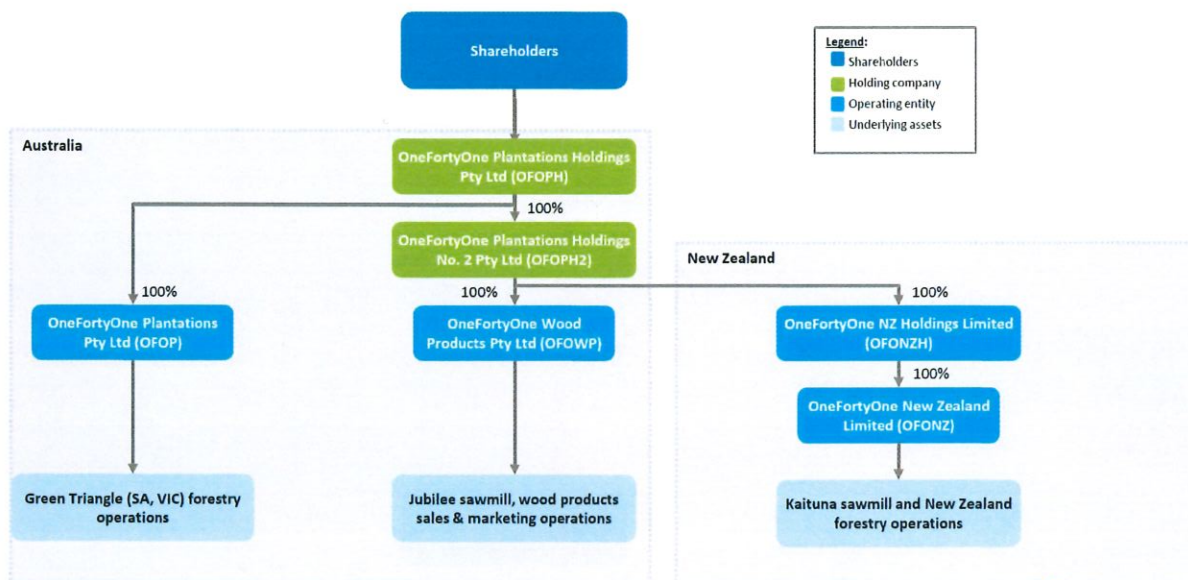 Shareholders
Legend:
Shareholders
Holding company
Operating entity
Underlying assets
Australia
OneFortyOne Plantations Holdings
Pty Ltd (OFOPH)
100%
OneFortyOne Plantations Holdings
No. 2 Pty Ltd (OFOPH2)
New Zealand
100%
100%
100%
OneFortyOne Plantations
Pty Ltd (OFOP)
OneFortyOne Wood
Products Pty Ltd (OFOWP)
OneFortyOne NZ Holdings Limited
(OFONZH)
100%
OneFortyOne New Zealand
Limited (OFONZ)
Green Triangle (SA, VIC) forestry
operations
Jubilee sawmill, wood products
sales & marketing operations
Kaituna sawmill and New Zealand
forestry operations